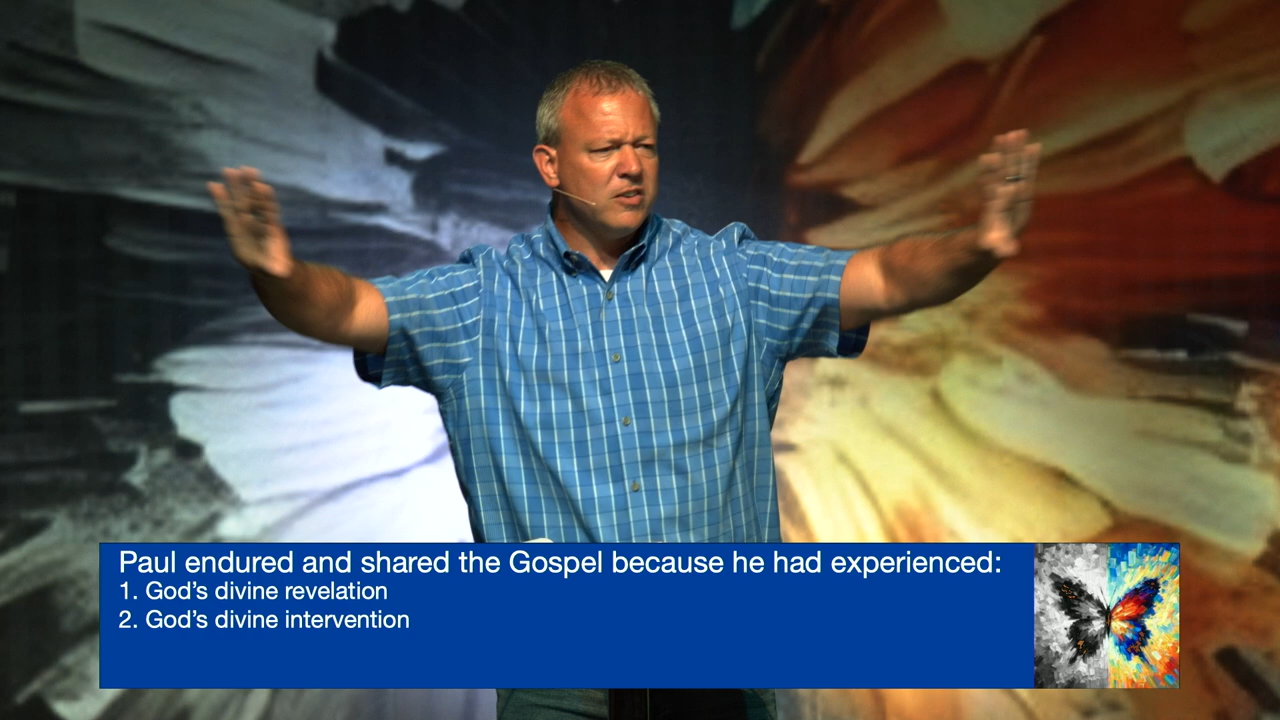 Paul endured and shared the Gospel because he had experienced:
1. God’s divine revelation
2. God’s divine intervention